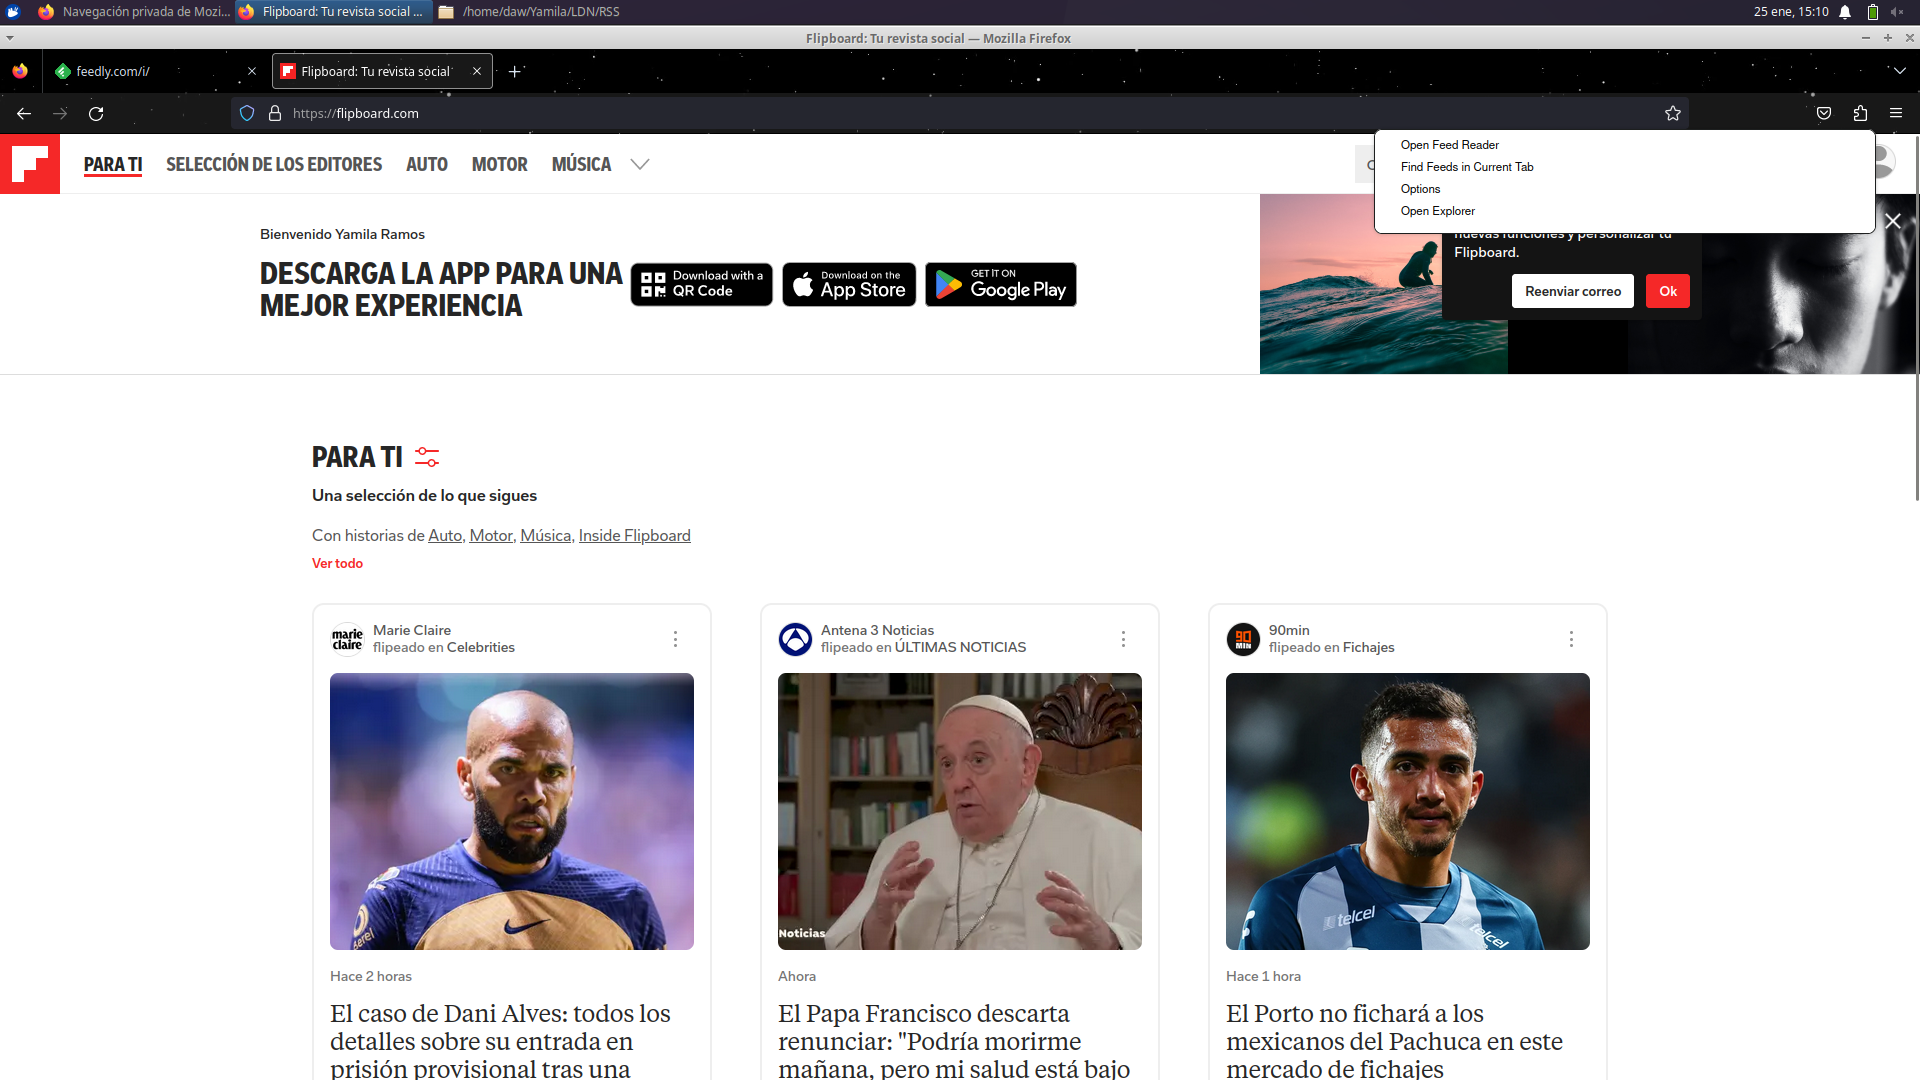 Navegación privada de Mozi...
Flipboard: Tu revista social ...
/home/daw/Yamila/LDN/RSS
25 ene, 15:10
Flipboard: Tu revista social — Mozilla Firefox
feedly.com/i/
Flipboard: Tu revista social
https://flipboard.com
PARA TI
SELECCIÓN DE LOS EDITORES
AUTO
MOTOR
MÚSICA
Open Feed Reader
Find Feeds in Current Tab
Options
Open Explorer
nuevas funciones y personalizar tu
Flipboard.
Reenviar correo
Ok
Bienvenido Yamila Ramos
DESCARGA LA APP PARA UNA
MEJOR EXPERIENCIA
Download with a
QR Code
Download on the
App Store
GET IT ON
Google Play
PARA TI
Una selección de lo que sigues
Con historias de Auto, Motor, Música, Inside Flipboard
Ver todo
marie
claire
Marie Claire
flipeado en Celebrities
Hace 2 horas
El caso de Dani Alves: todos los
detalles sobre su entrada en
prisión provisional tras una
Antena 3 Noticias
flipeado en ÚLTIMAS NOTICIAS
Noticias
Ahora
El Papa Francisco descarta
renunciar: "Podría morirme
mañana, pero mi salud está bajo
90
MIN
90min
flipeado en Fichajes
telcel
telcel
Hace 1 hora
El Porto no fichará a los
mexicanos del Pachuca en este
mercado de fichajes